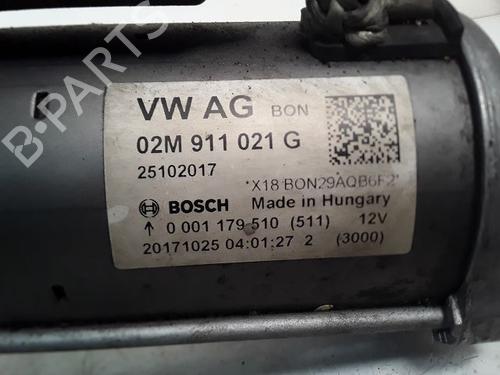 VW AG BON
02M 911 021 G
25102017
*X18 BON29AQB6F2*
BOSCH Made in Hungary
0 001 179 510 (511) 12V
20171025 04:01:27 2 (3000)
B-PARTS